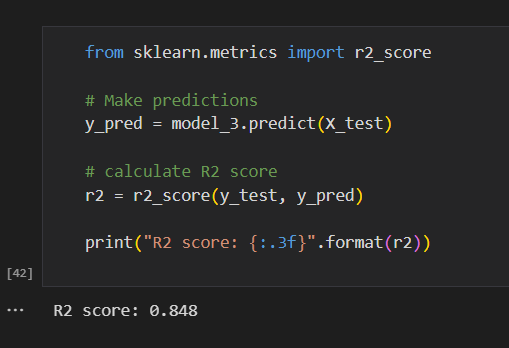 from sklearn.metrics import r2_score
# Make predictions
y_pred = model_3.predict(X_test)
# calculate R2 score
r2 = r2_score(y_test, y_pred)
print("R2 score: {:.3f}".format(r2))
[42]
... R2 score: 0.848